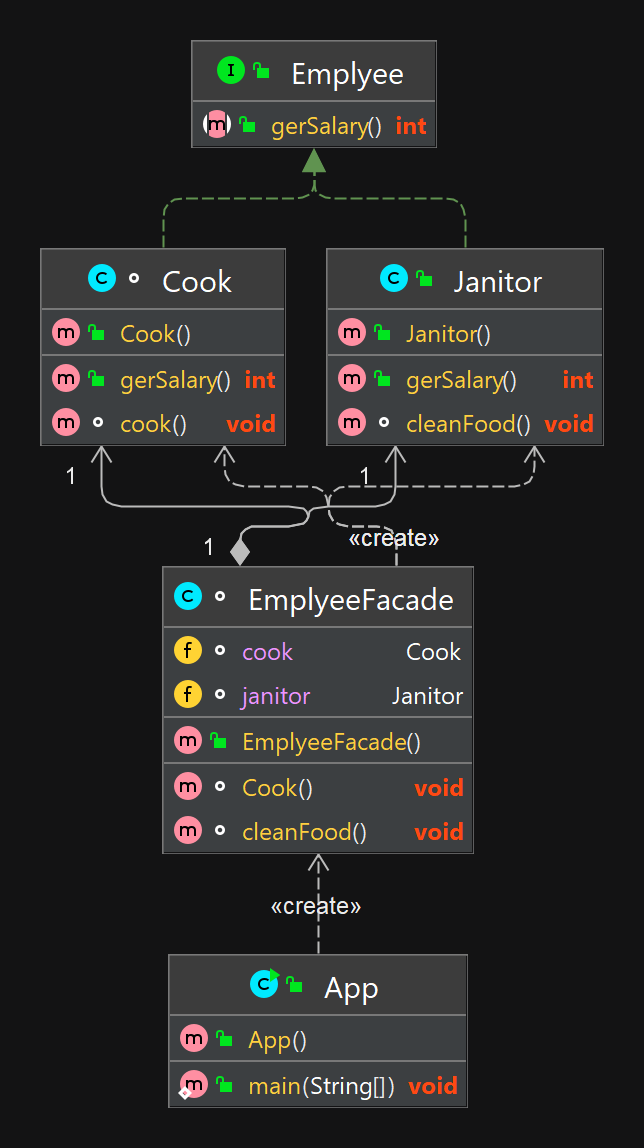 I Emplyee
m gerSalary() int
C Cook
m Cook()
m gerSalary() int
m cook() void
C Janitor
m Janitor()
m gerSalary() int
m cleanFood() void
1
1
1
«create»
C EmplyeeFacade
f cook Cook
f janitor Janitor
m EmplyeeFacade()
m Cook() void
m cleanFood() void
«create»
C App
m App()
m main(String[]) void